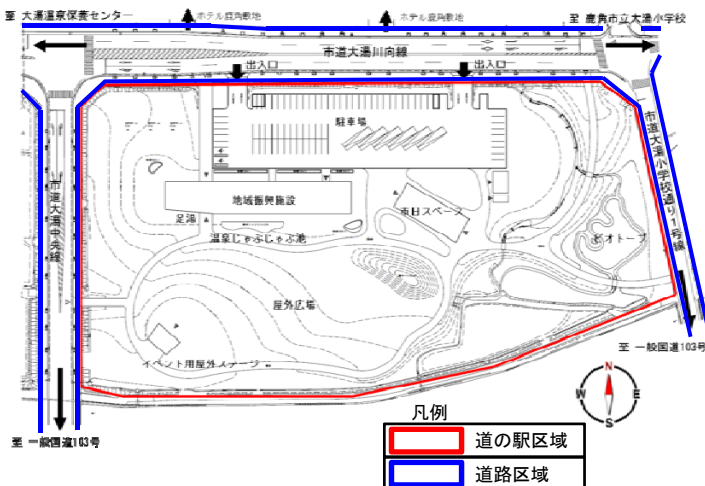 至 大湯温泉保養センター
ホテル鹿角敷地
ホテル鹿角敷地
至 鹿角市立大湯小学校
市道大湯川向線
出入口
出入口
駐車場
市道大湯中央線
市道大湯小学校通り1号線
地域振興施設
足湯
市日スペース
温泉じゃぶじゃぶ池
ビオトープ
屋外広場
イベント用屋外ステージ
至 一般国道103号
至 一般国道103号
N
W
E
S
凡例
道の駅区域
道路区域